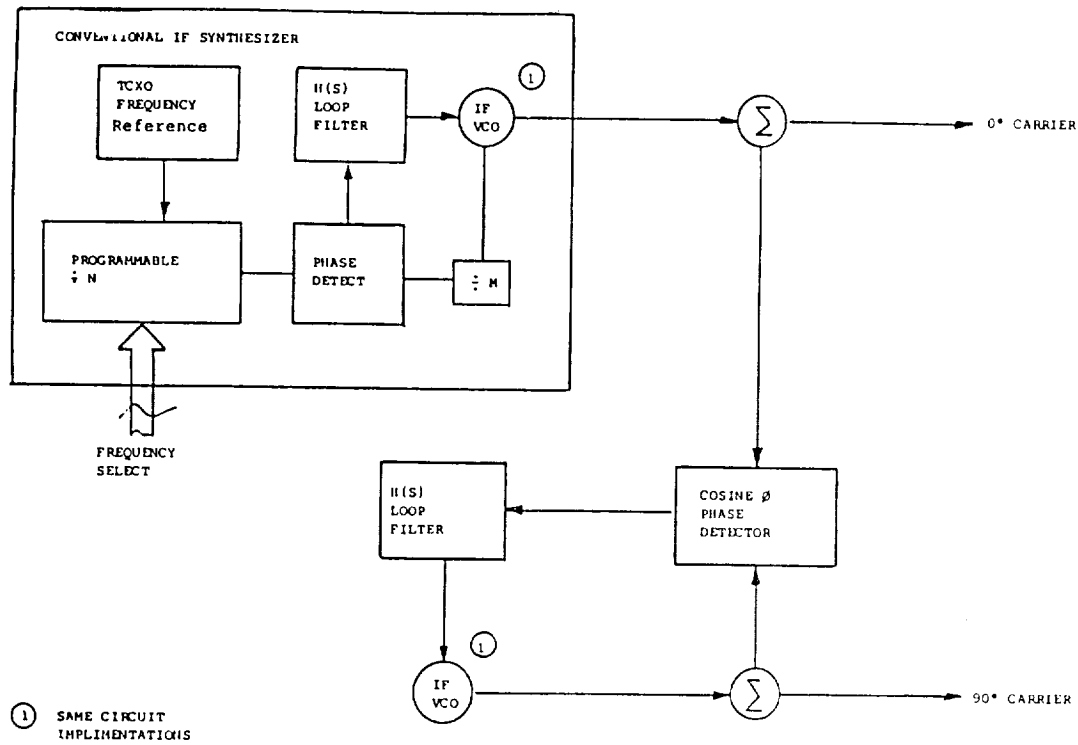 CONVENTIONAL IF SYNTHESIZER
TCXO
FREQUENCY
Reference
H(S)
LOOP
FILTER
1
IF
VCO
Σ
0° CARRIER
PROGRAMMABLE
÷ N
PHASE
DETECT
÷ M
FREQUENCY
SELECT
H(S)
LOOP
FILTER
COSINE Ø
PHASE
DETECTOR
1
IF
VCO
Σ
90° CARRIER
1 SAME CIRCUIT
IMPLIMENTATIONS